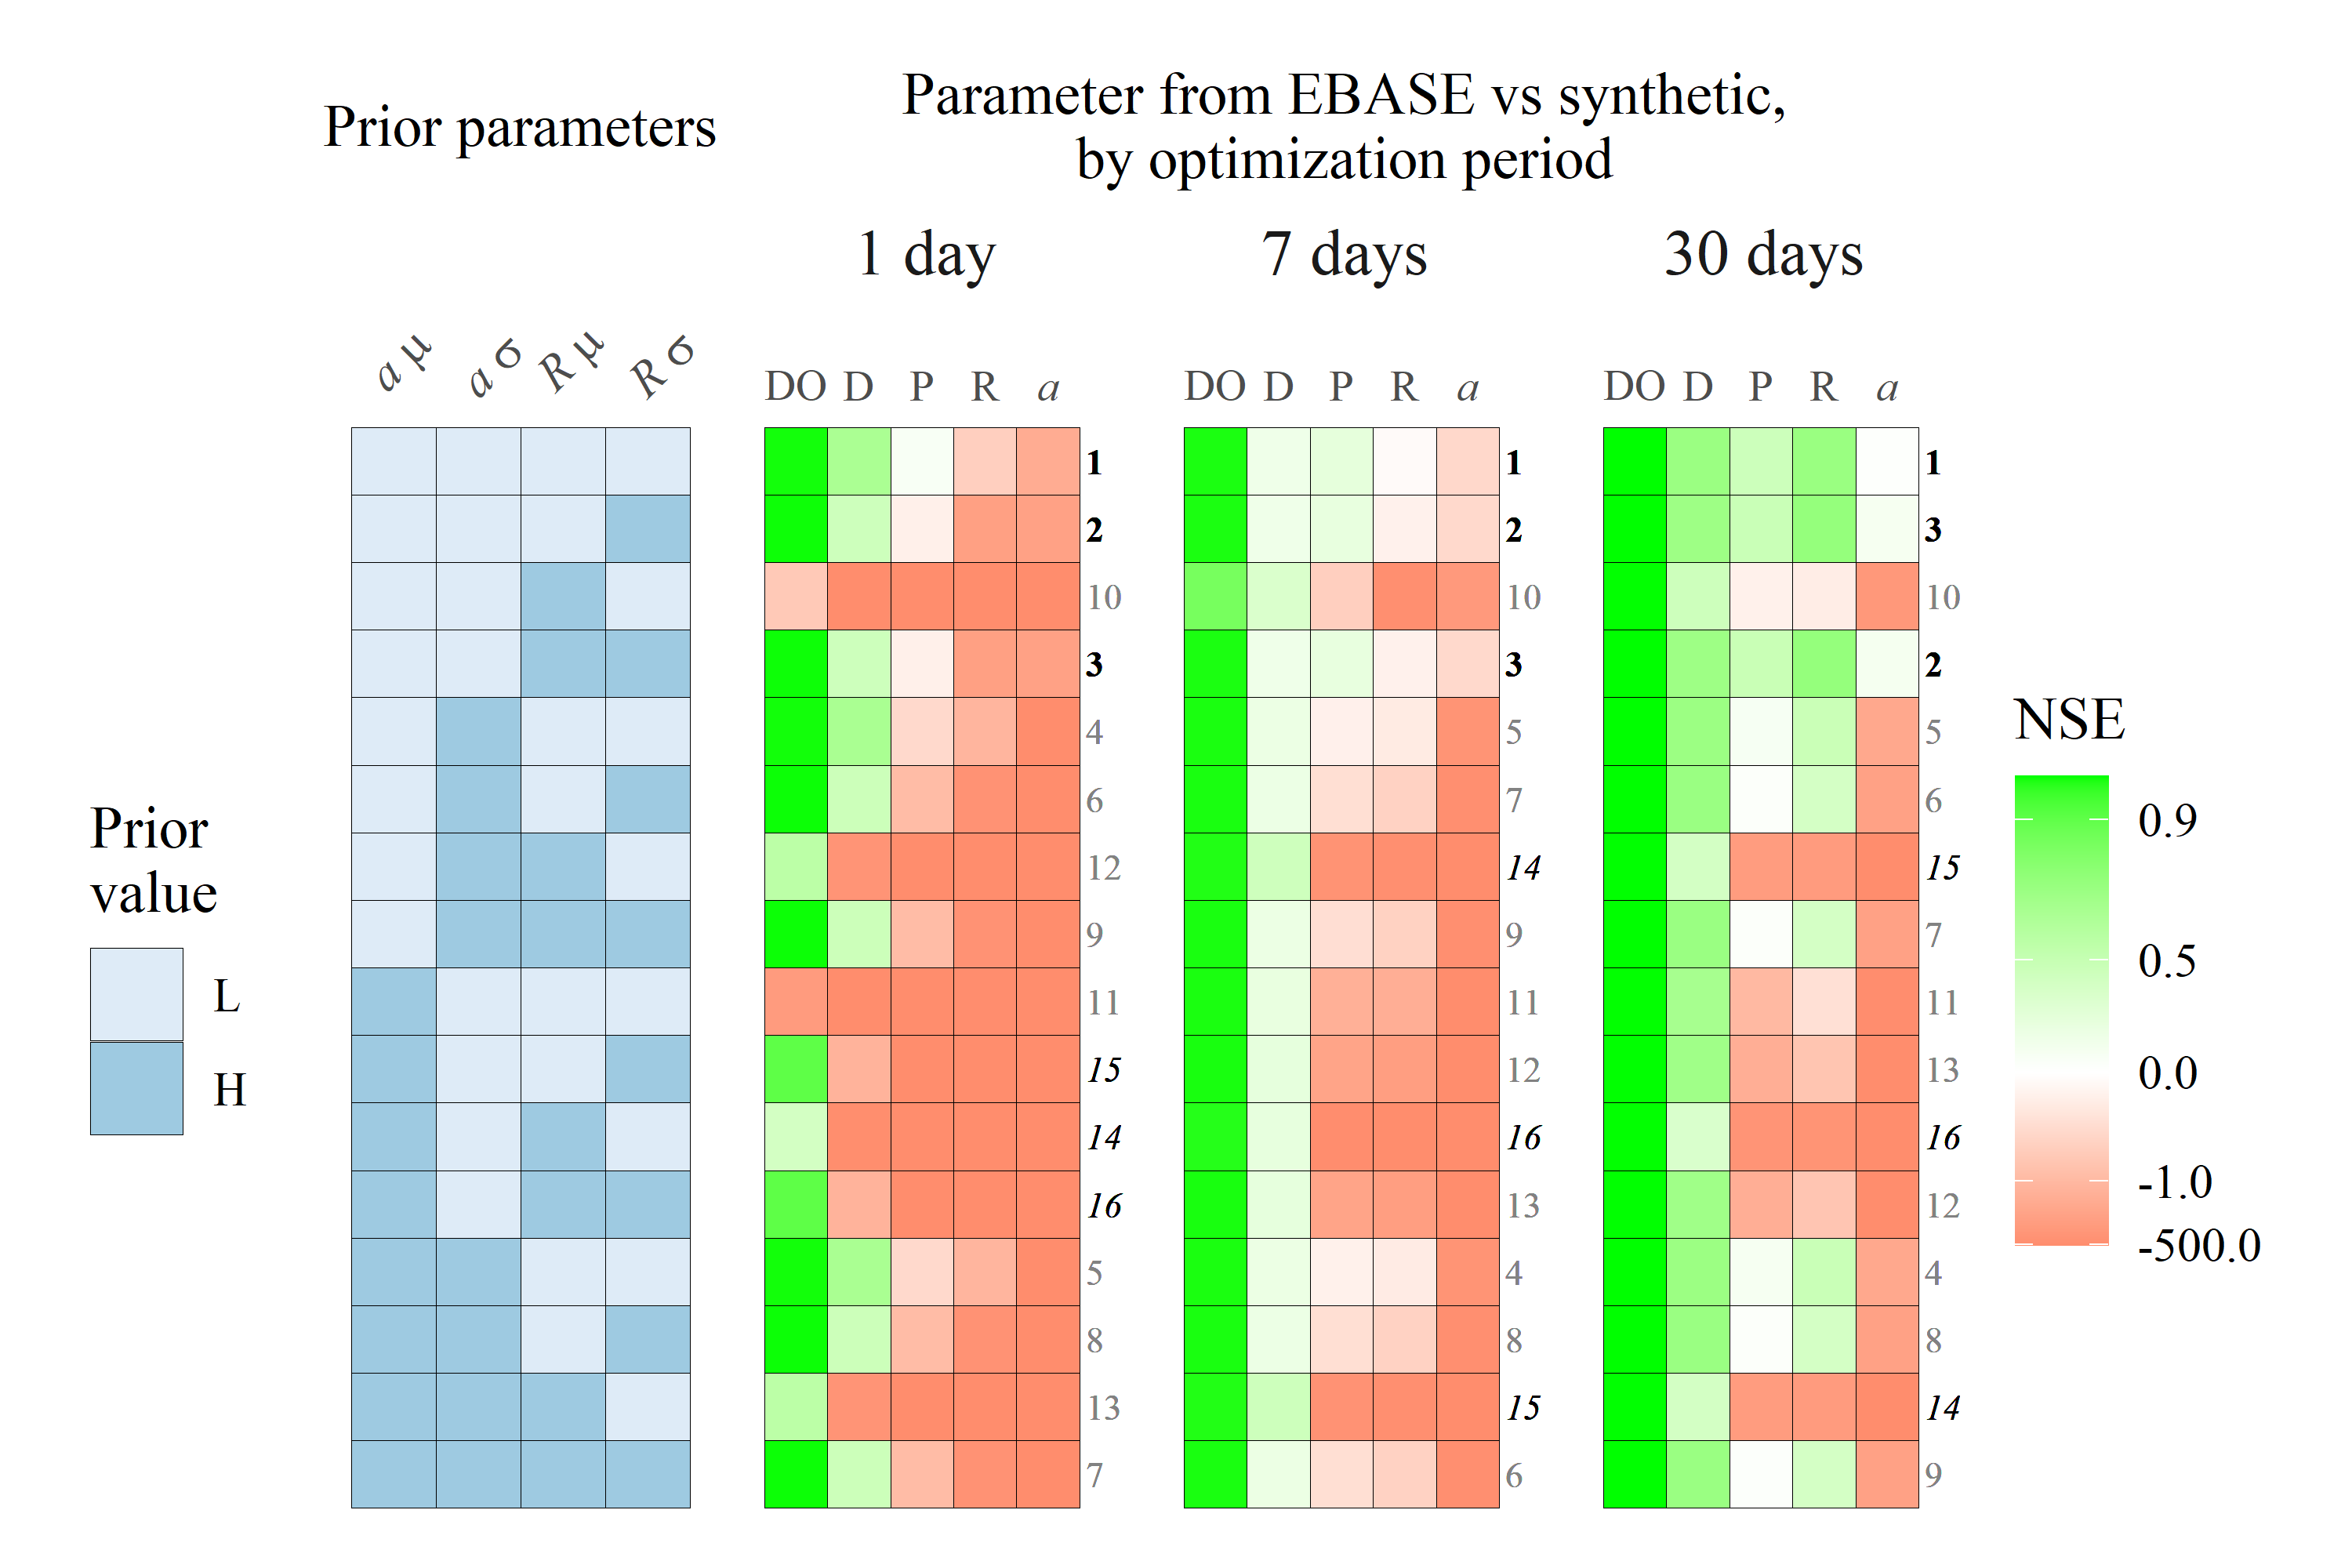 Prior parameters
Parameter from EBASE vs synthetic,
by optimization period
1 day
7 days
30 days
a μ
a σ
R μ
R σ
DO D P R a
DO D P R a
DO D P R a
1 1 1
2 2 3
10 10 10
3 3 2
4 5 5
6 7 6
12 14 15
9 9 7
11 11 11
15 12 13
14 16 16
16 13 12
5 4 4
8 8 8
13 15 14
7 6 9
Prior
value
L
H
NSE
0.9
0.5
0.0
-1.0
-500.0